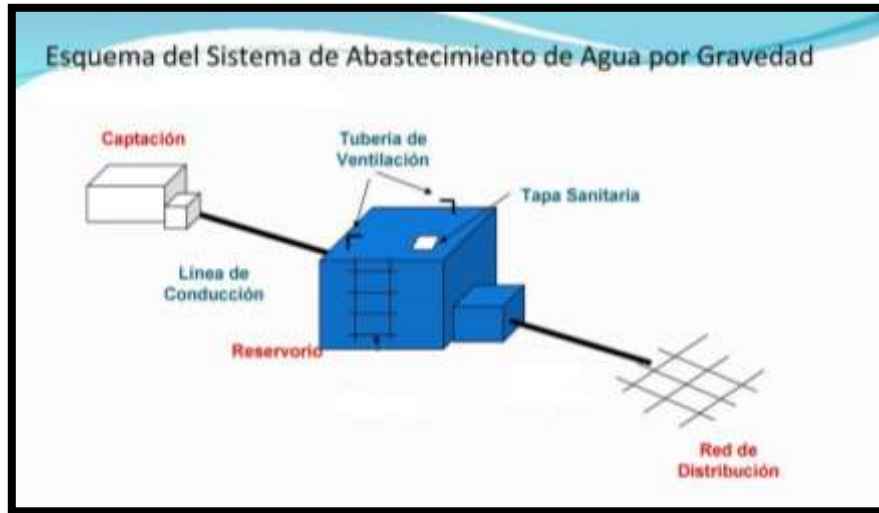 Esquema del Sistema de Abastecimiento de Agua por Gravedad
Captación
Tuberia de
Ventilación
Tapa Sanitaria
Línea de
Conducción
Reservorio
Red de
Distribución